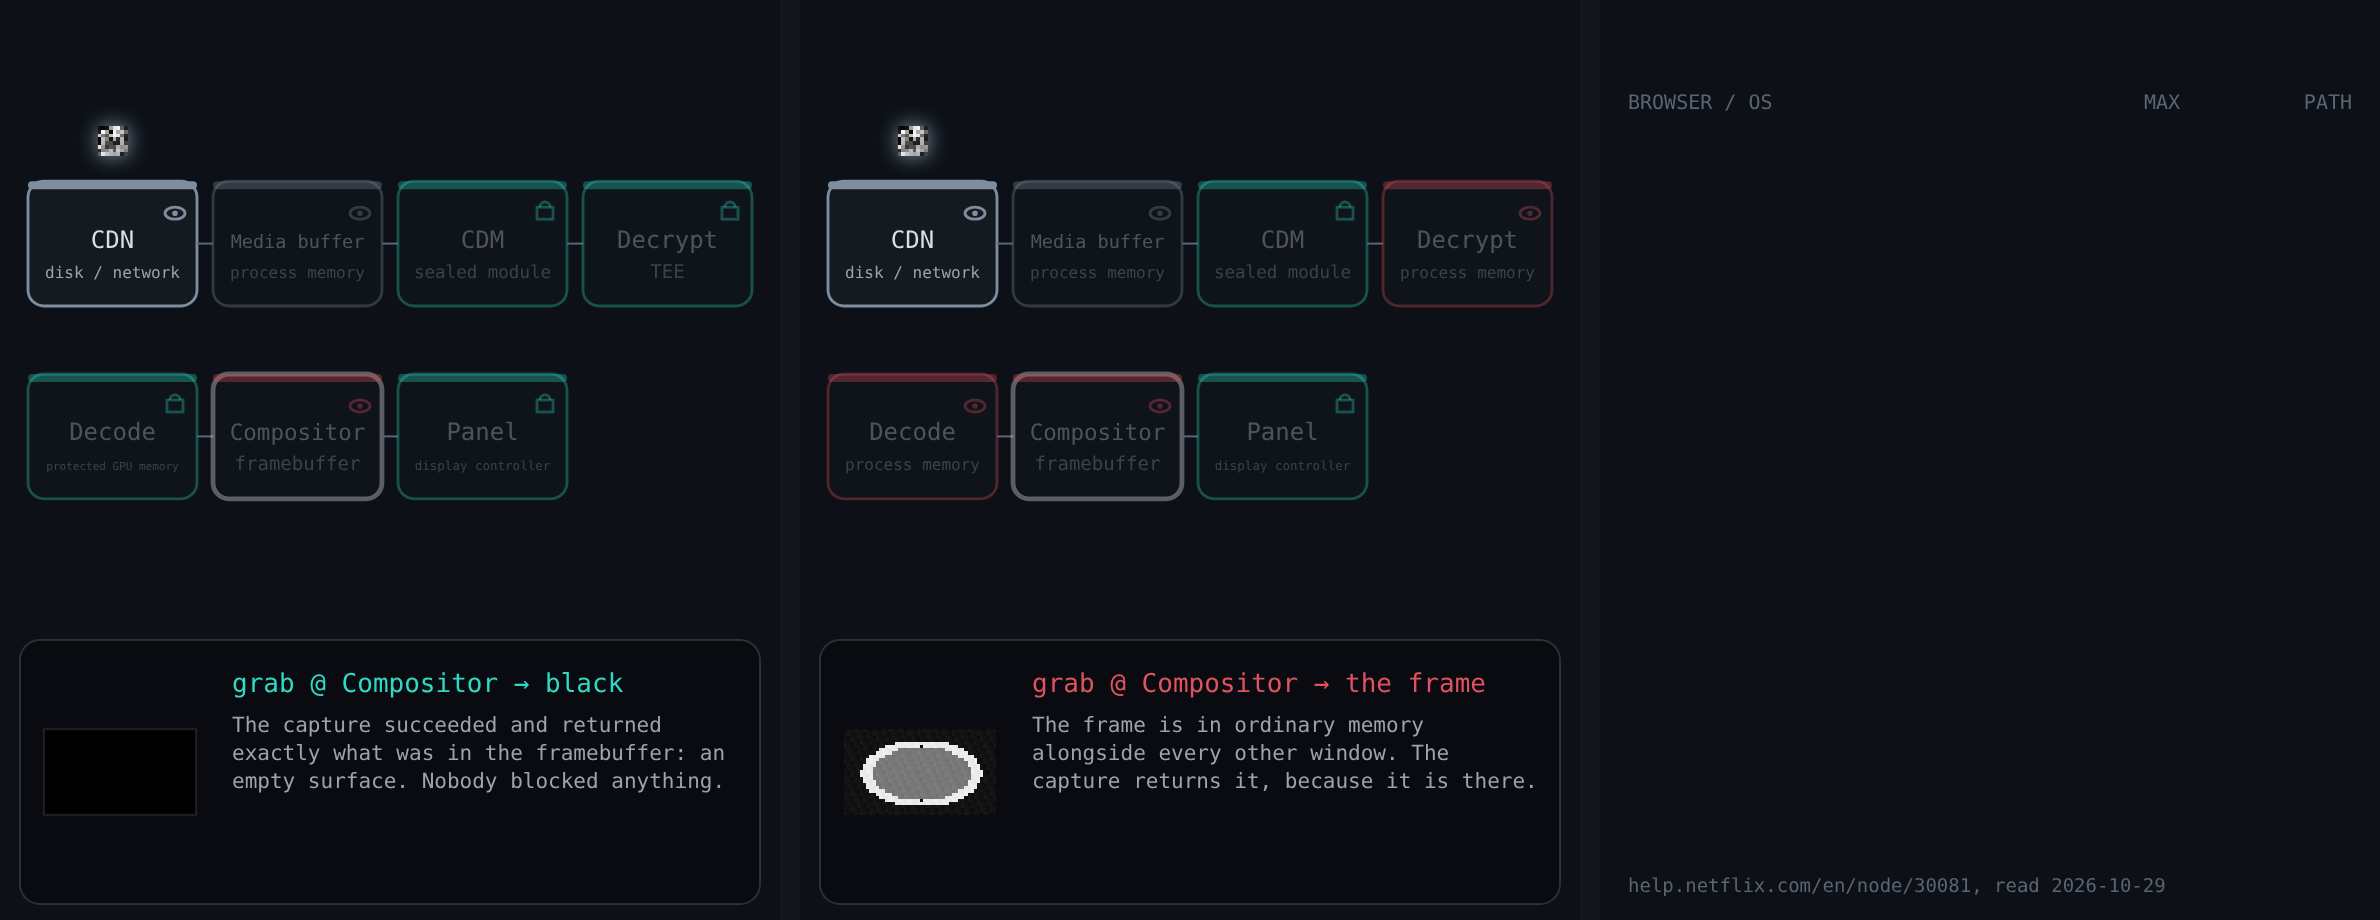 CDN
disk / network
Media buffer
process memory
CDM
sealed module
Decrypt
TEE
Decode
protected GPU memory
Compositor
framebuffer
Panel
display controller
grab @ Compositor → black
The capture succeeded and returned
exactly what was in the framebuffer: an
empty surface. Nobody blocked anything.
CDN
disk / network
Media buffer
process memory
CDM
sealed module
Decrypt
process memory
Decode
process memory
Compositor
framebuffer
Panel
display controller
grab @ Compositor → the frame
The frame is in ordinary memory
alongside every other window. The
capture returns it, because it is there.
BROWSER / OS
MAX
PATH
help.netflix.com/en/node/30081, read 2026-10-29